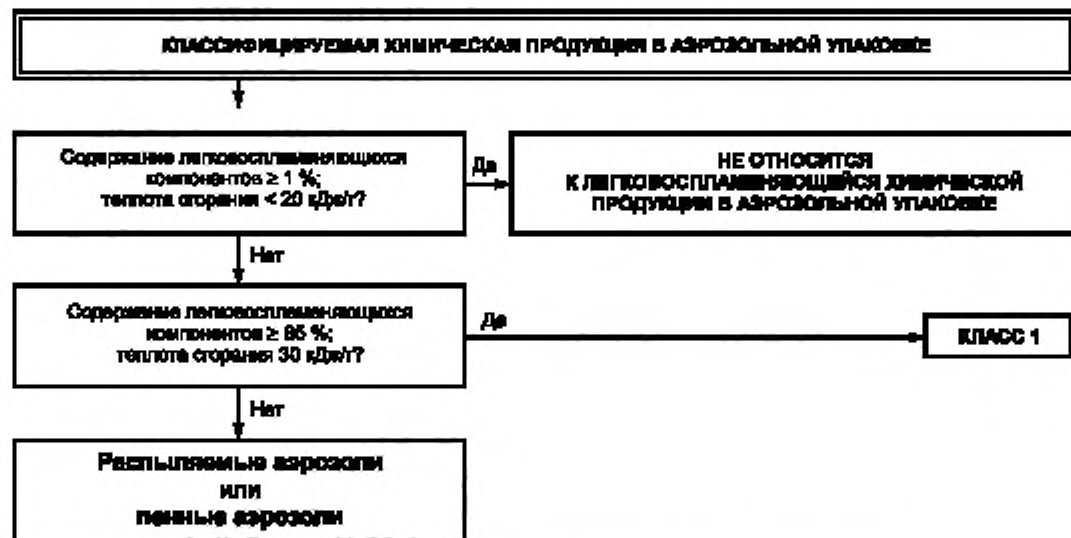 КЛАССИФИЦИРУЕМАЯ ХИМИЧЕСКАЯ ПРОДУКЦИЯ В АЭРОЗОЛЬНОЙ УПАКОВКЕ
Содержание легковоспламеняющихся
компонентов ≥ 1 %;
теплота сгорания < 20 кДж/г?
Да
НЕ ОТНОСИТСЯ
К ЛЕГКОВОСПЛАМЕНЯЮЩЕЙСЯ ХИМИЧЕСКОЙ
ПРОДУКЦИИ В АЭРОЗОЛЬНОЙ УПАКОВКЕ
Нет
Содержание легковоспламеняющихся
компонентов ≥ 85 %;
теплота сгорания 30 кДж/г?
Да
КЛАСС 1
Нет
Распыляемые аэрозоли
или
пенные аэрозоли